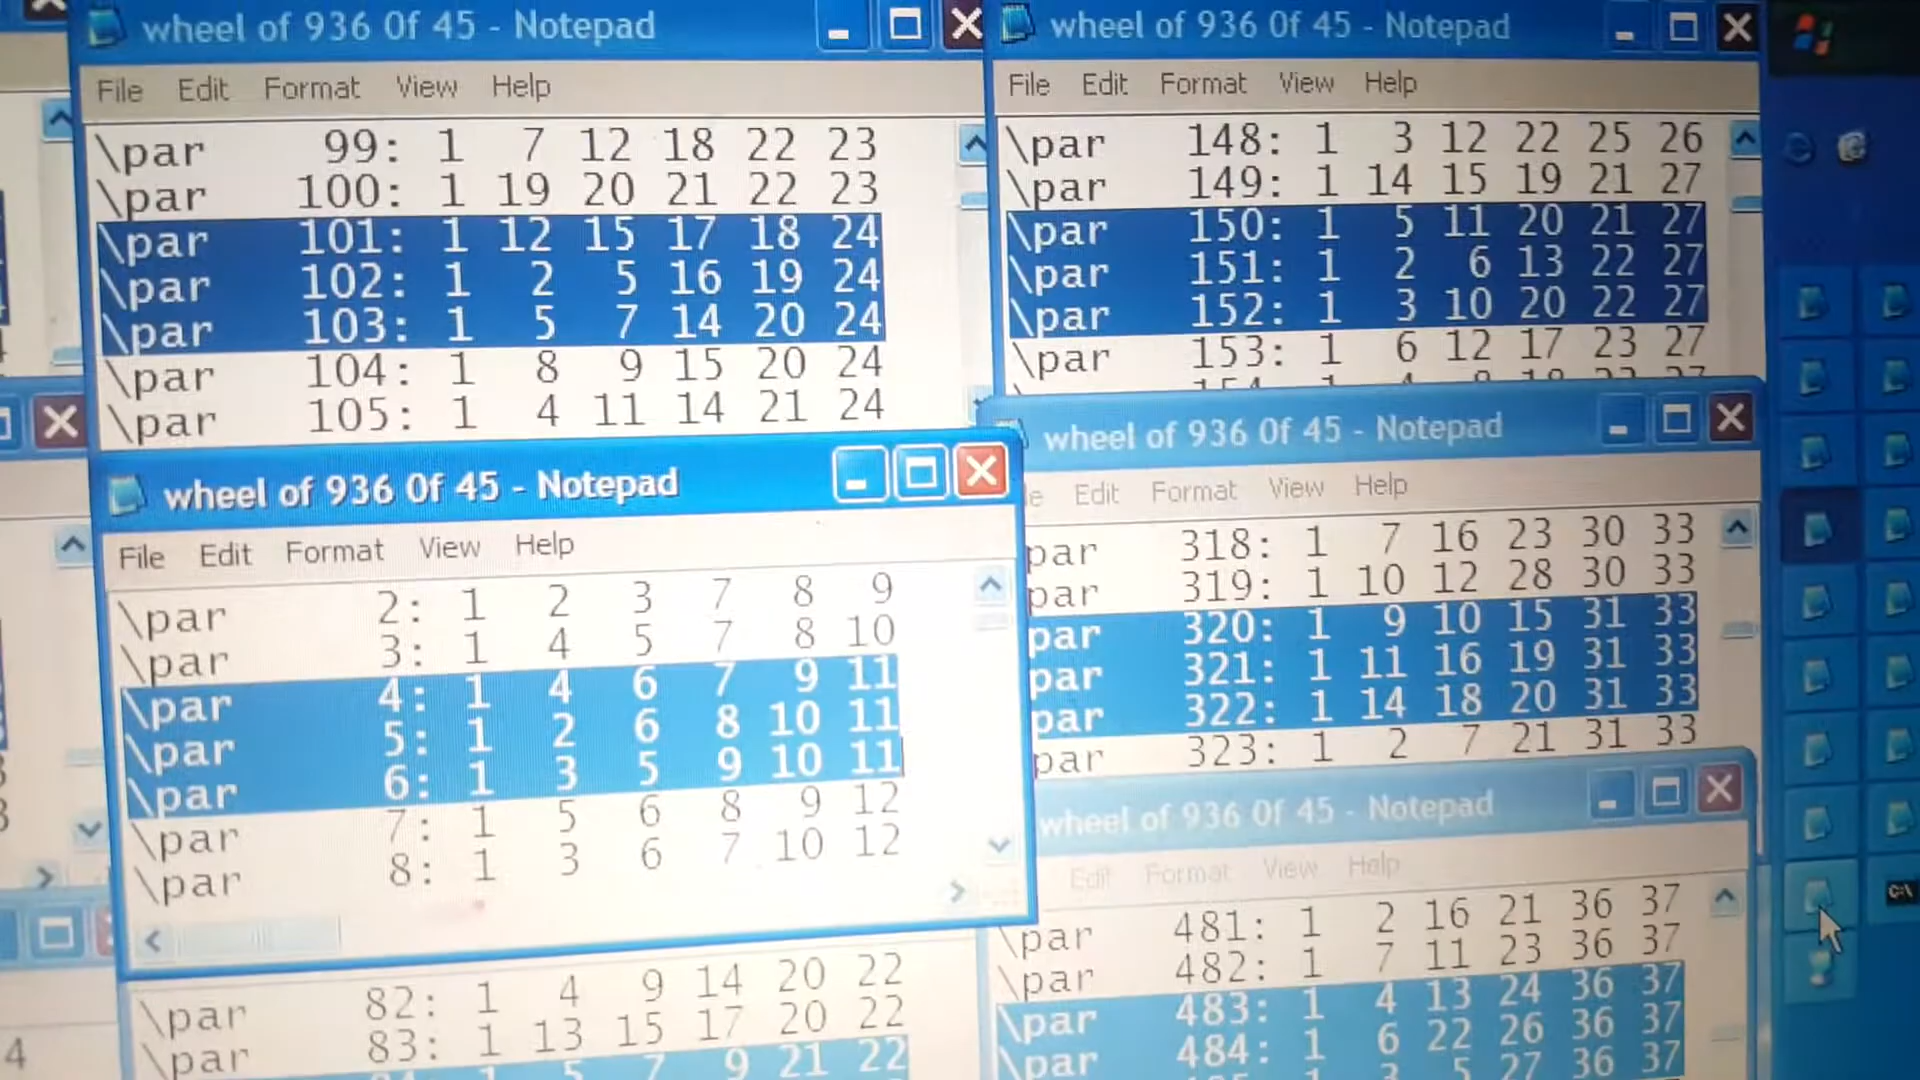 wheel of 936 Of 45 - Notepad
File Edit Format View Help
\par 99: 1 7 12 18 22 23
\par 100: 1 19 20 21 22 23
\par 101: 1 12 15 17 18 24
\par 102: 1 2 5 16 19 24
\par 103: 1 5 7 14 20 24
\par 104: 1 8 9 15 20 24
\par 105: 1 4 11 14 21 24
wheel of 936 Of 45 - Notepad
File Edit Format View Help
\par 148: 1 3 12 22 25 26
\par 149: 1 14 15 19 21 27
\par 150: 1 5 11 20 21 27
\par 151: 1 2 6 13 22 27
\par 152: 1 3 10 20 22 27
\par 153: 1 6 12 17 23 27
wheel of 936 Of 45 - Notepad
File Edit Format View Help
\par 2: 1 2 3 7 8 9
\par 3: 1 4 5 7 8 10
\par 4: 1 4 6 7 9 11
\par 5: 1 2 6 8 10 11
\par 6: 1 3 5 9 10 11
\par 7: 1 5 6 8 9 12
\par 8: 1 3 6 7 10 12
wheel of 936 Of 45 - Notepad
Edit Format View Help
par 318: 1 7 16 23 30 33
par 319: 1 10 12 28 30 33
par 320: 1 9 10 15 31 33
par 321: 1 11 16 19 31 33
par 322: 1 14 18 20 31 33
par 323: 1 2 7 21 31 33
\par 82: 1 4 9 14 20 22
\par 83: 1 13 15 17 20 22
7 9 21 22
wheel of 936 Of 45 - Notepad
Edit Format View Help
\par 481: 1 2 16 21 36 37
\par 482: 1 7 11 23 36 37
\par 483: 1 4 13 24 36 37
\par 484: 1 6 22 26 36 37
5 27 36 37
4
C:\